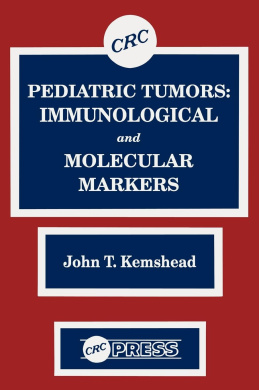 CRC
PEDIATRIC TUMORS:
IMMUNOLOGICAL
and
MOLECULAR
MARKERS
John T. Kemshead
CRC PRESS